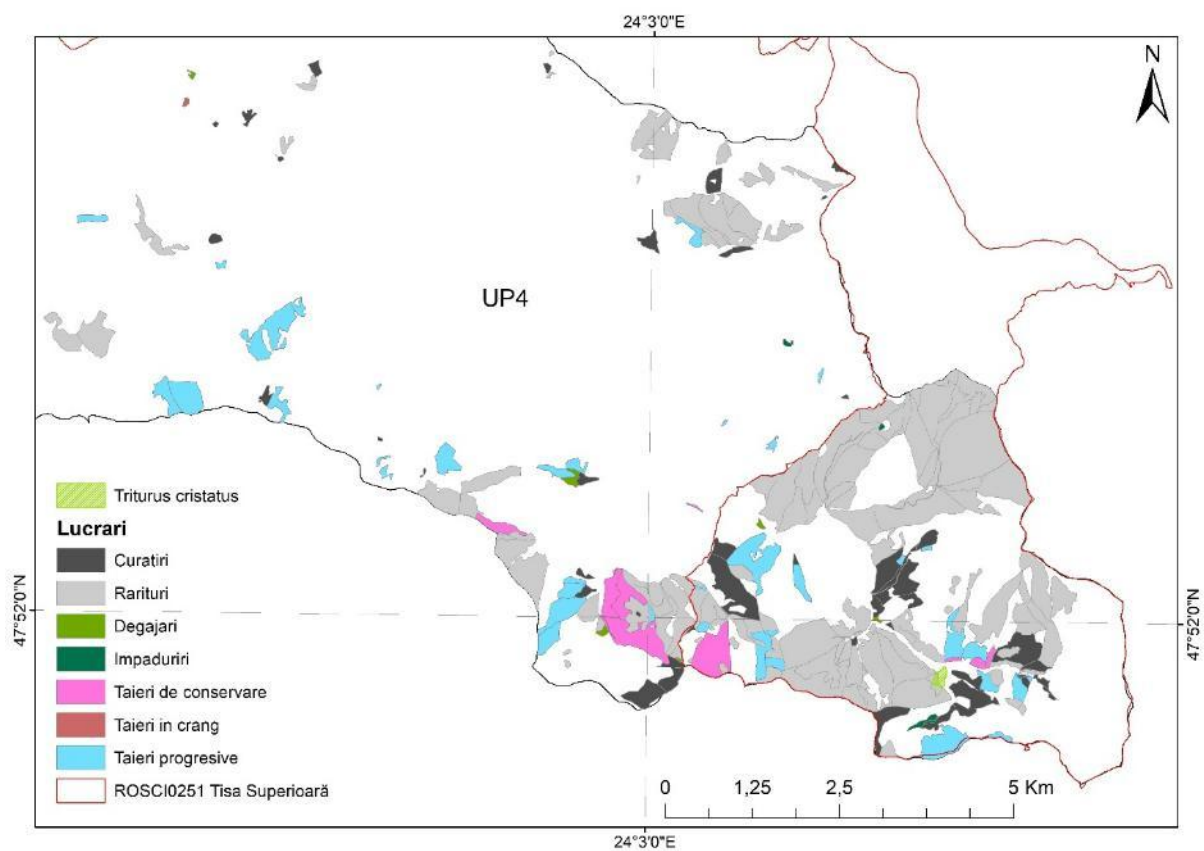 24°3'0"E
N
UP4
Triturus cristatus
Lucrari
Curatiri
Rarituri
Degajari
Impaduriri
Taieri de conservare
Taieri in crang
Taieri progresive
ROSCI0251 Tisa Superioară
47°52'0"N
47°52'0"N
0 1,25 2,5 5 Km
24°3'0"E